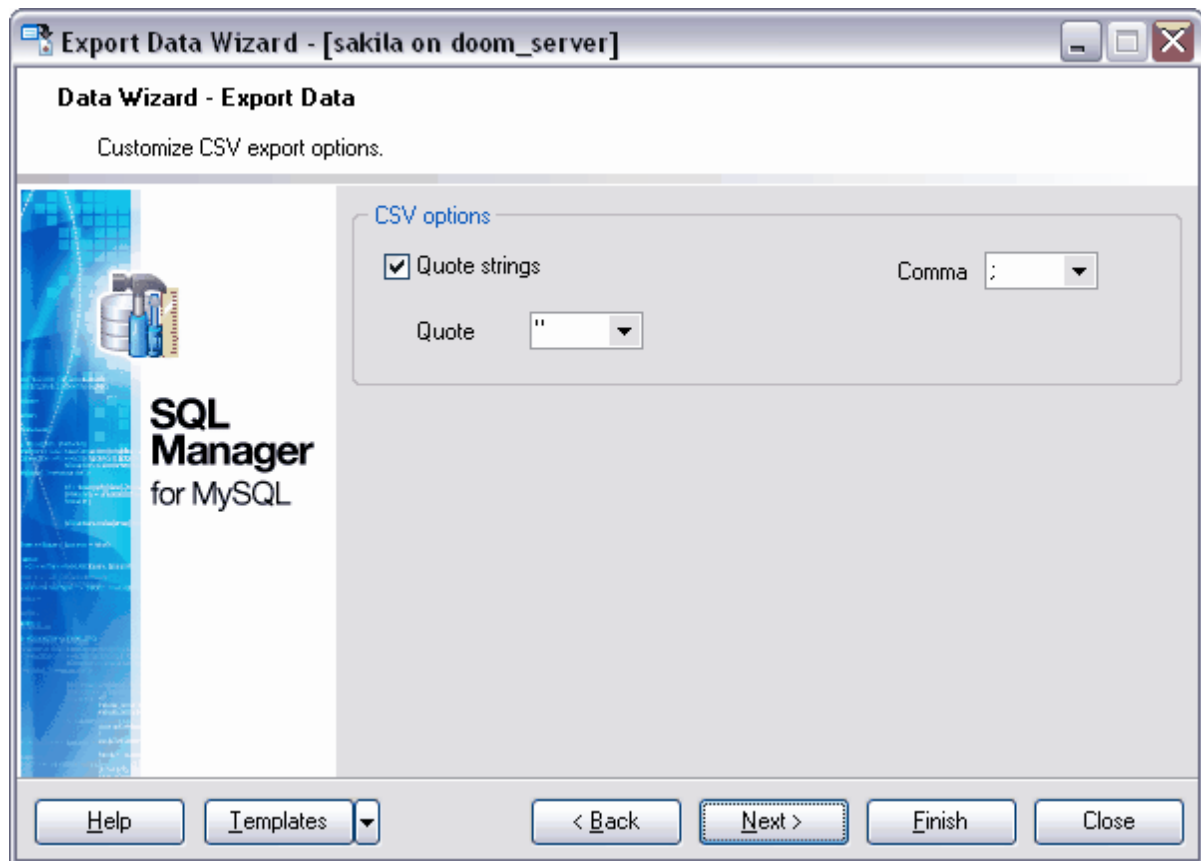 Export Data Wizard - [sakila on doom_server]
Data Wizard - Export Data
Customize CSV export options.
CSV options
Quote strings
Comma ;
Quote "
SQL
Manager
for MySQL
Help Templates < Back Next > Finish Close